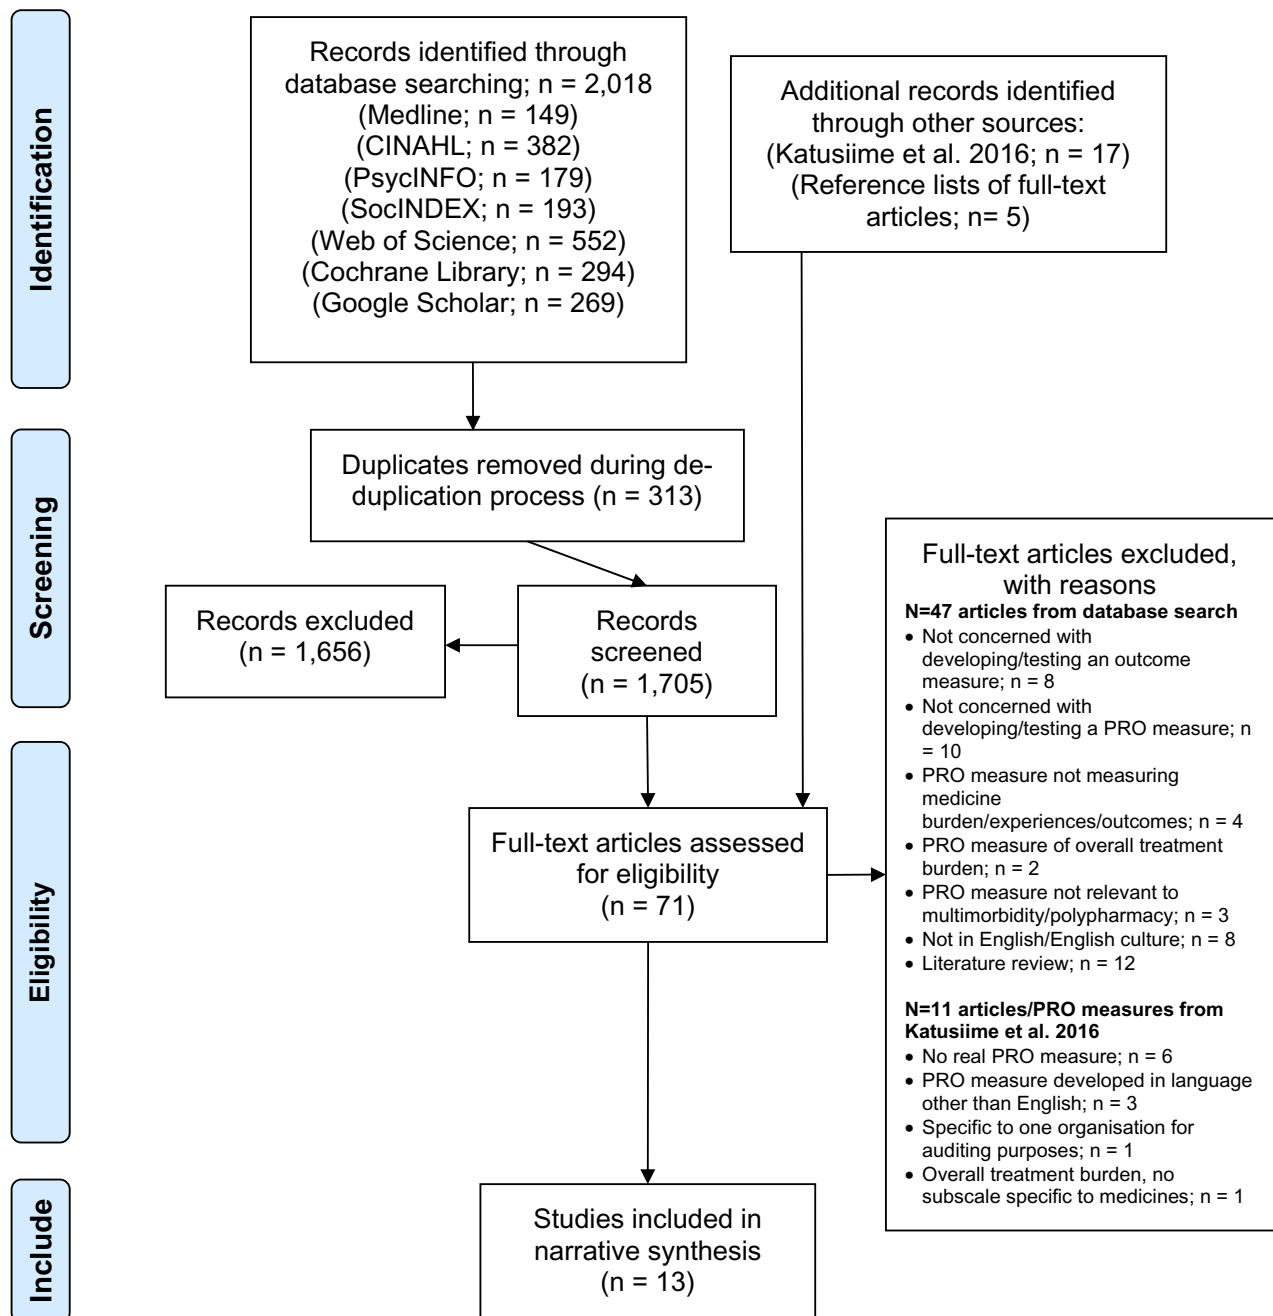 Identification
Records identified through
database searching; n = 2,018
(Medline; n = 149)
(CINAHL; n = 382)
(PsycINFO; n = 179)
(SocINDEX; n = 193)
(Web of Science; n = 552)
(Cochrane Library; n = 294)
(Google Scholar; n = 269)
Additional records identified
through other sources:
(Katusiime et al. 2016; n = 17)
(Reference lists of full-text
articles; n= 5)
Screening
Duplicates removed during de-
duplication process (n = 313)
Records excluded
(n = 1,656)
Records
screened
(n = 1,705)
Eligibility
Full-text articles assessed
for eligibility
(n = 71)
Full-text articles excluded,
with reasons
N=47 articles from database search
• Not concerned with
developing/testing an outcome
measure; n = 8
• Not concerned with
developing/testing a PRO measure; n
= 10
• PRO measure not measuring
medicine
burden/experiences/outcomes; n = 4
• PRO measure of overall treatment
burden; n = 2
• PRO measure not relevant to
multimorbidity/polypharmacy; n = 3
• Not in English/English culture; n = 8
• Literature review; n = 12
N=11 articles/PRO measures from
Katusiime et al. 2016
• No real PRO measure; n = 6
• PRO measure developed in language
other than English; n = 3
• Specific to one organisation for
auditing purposes; n = 1
• Overall treatment burden, no
subscale specific to medicines; n = 1
Include
Studies included in
narrative synthesis
(n = 13)